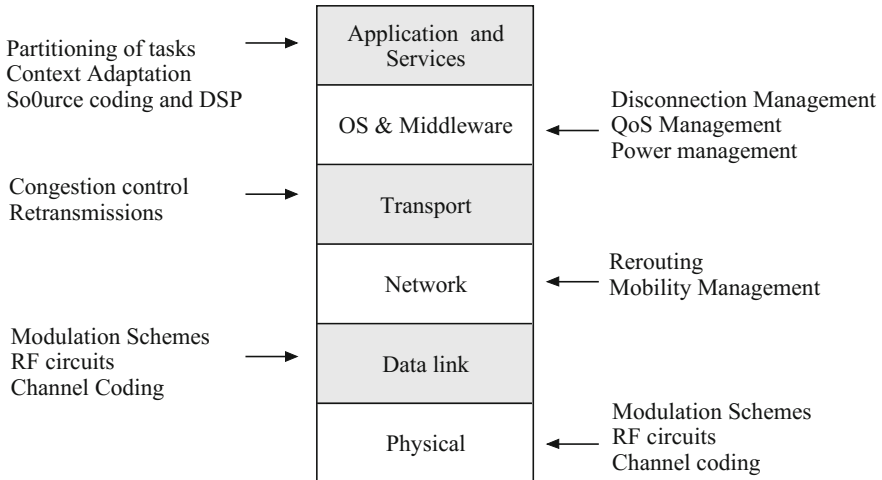 Partitioning of tasks
Context Adaptation
So0urce coding and DSP
Application and
Services
OS & Middleware
Disconnection Management
QoS Management
Power management
Congestion control
Retransmissions
Transport
Network
Rerouting
Mobility Management
Modulation Schemes
RF circuits
Channel Coding
Data link
Physical
Modulation Schemes
RF circuits
Channel coding